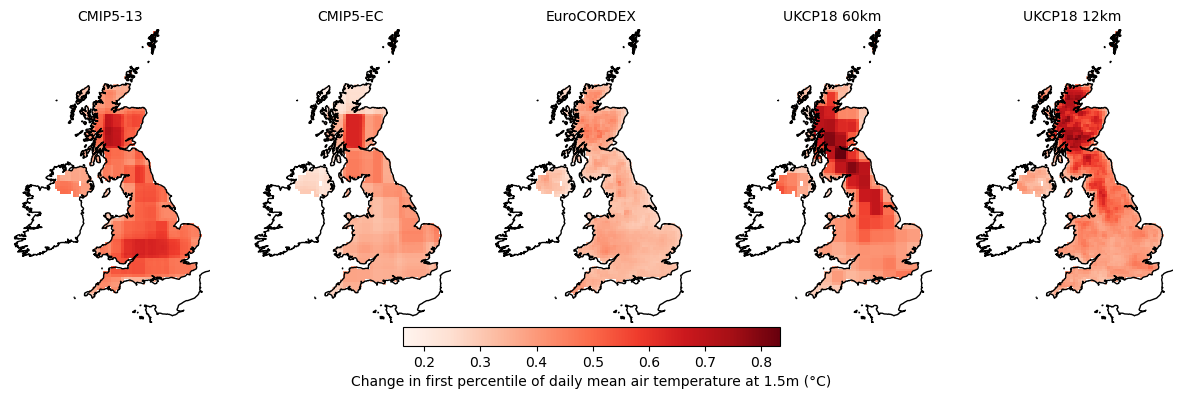 CMIP5-13 CMIP5-EC EuroCORDEX UKCP18 60km UKCP18 12km
0.2 0.3 0.4 0.5 0.6 0.7 0.8
Change in first percentile of daily mean air temperature at 1.5m (°C)